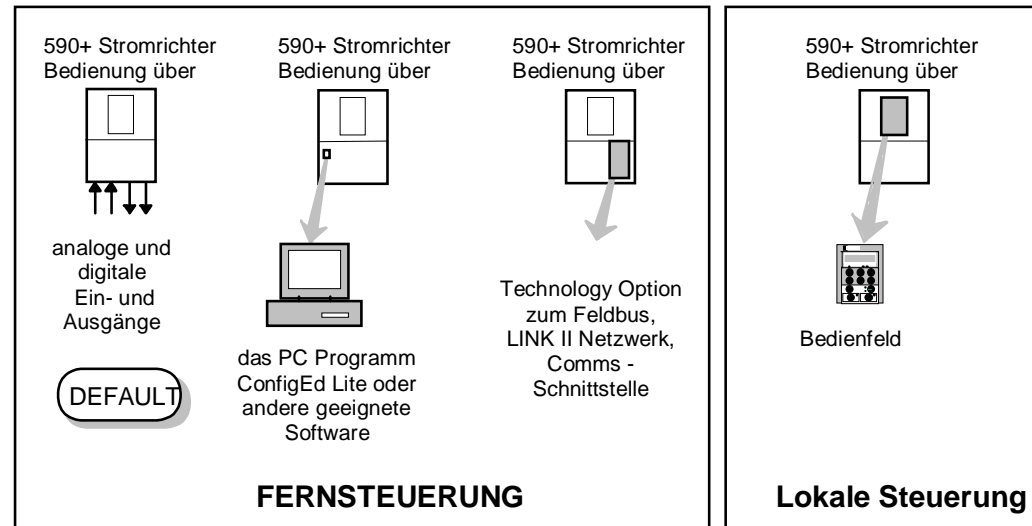 590+ Stromrichter
Bedienung über
analoge und
digitale
Ein- und
Ausgänge
DEFAULT
590+ Stromrichter
Bedienung über
das PC Programm
ConfigEd Lite oder
andere geeignete
Software
590+ Stromrichter
Bedienung über
Technology Option
zum Feldbus,
LINK II Netzwerk,
Comms -
Schnittstelle
FERNSTEUERUNG
590+ Stromrichter
Bedienung über
Bedienfeld
Lokale Steuerung